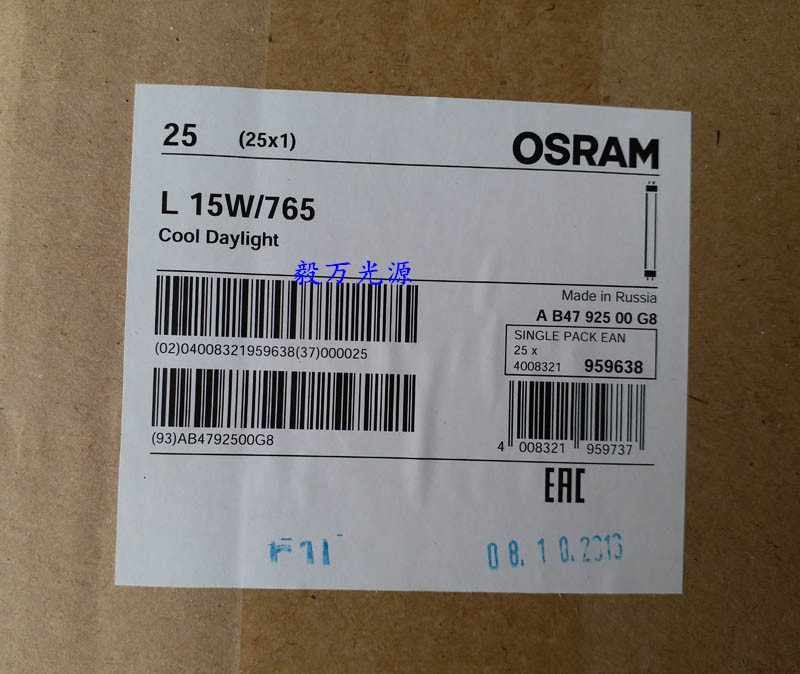 25 (25x1) OSRAM
L 15W/765
Cool Daylight
毅万光源
Made in Russia
A B47 925 00 G8
SINGLE PACK EAN
25 x
4008321 959638
(02)04008321959638(37)000025
(93)AB4792500G8
4 008321 959737
EAC
08.10.2016